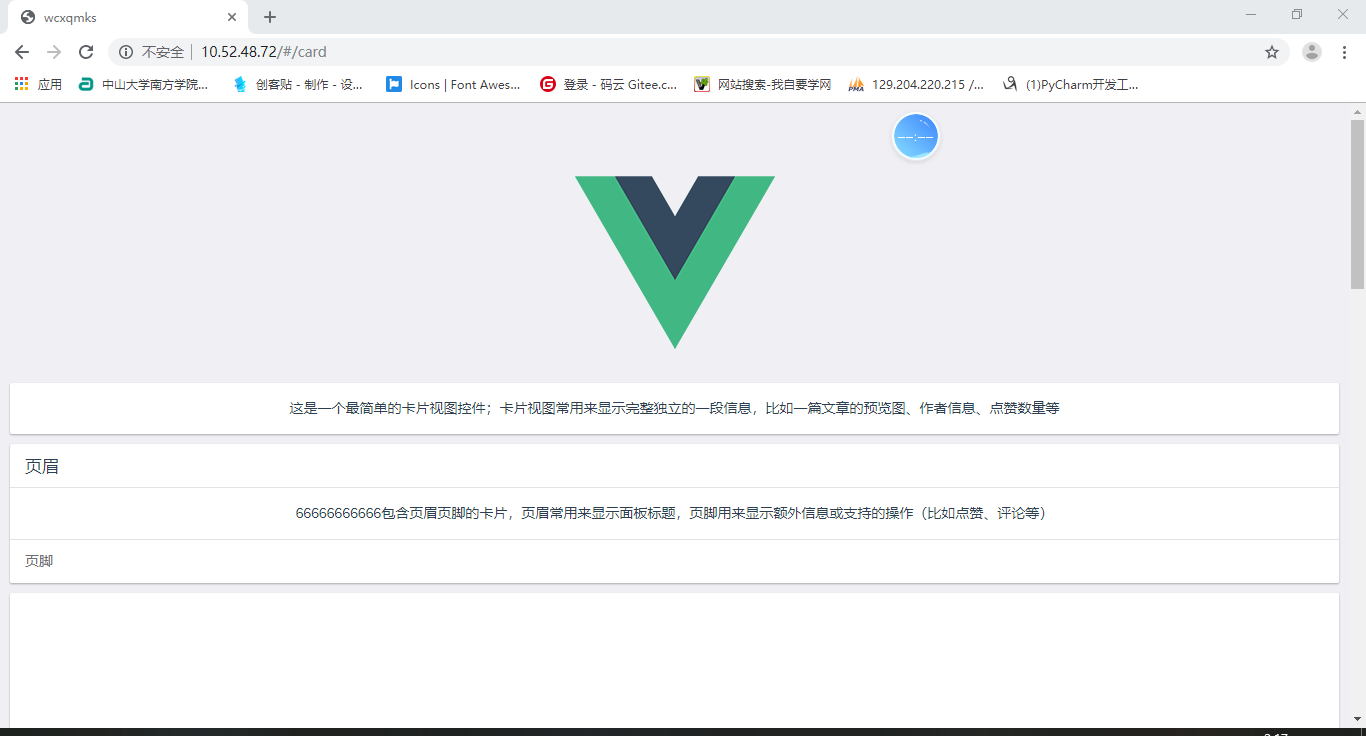 wcxqmks
不安全 10.52.48.72/#/card
应用 中山大学南方学院... 创客贴 - 制作 - 设... Icons | Font Awes... 登录 - 码云 Gitee.c... 网站搜索-我自要学网 129.204.220.215 /... (1)PyCharm开发工...
--:--
这是一个最简单的卡片视图控件；卡片视图常用来显示完整独立的一段信息，比如一篇文章的预览图、作者信息、点赞数量等
页眉
66666666666包含页眉页脚的卡片，页眉常用来显示面板标题，页脚用来显示额外信息或支持的操作（比如点赞、评论等）
页脚